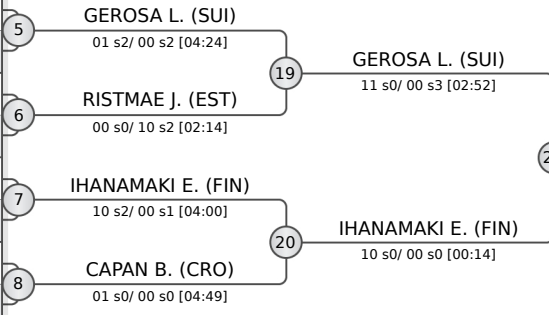 5
GEROSA L. (SUI)
01 s2/ 00 s2 [04:24]
19
GEROSA L. (SUI)
11 s0/ 00 s3 [02:52]
6
RISTMAE J. (EST)
00 s0/ 10 s2 [02:14]
7
IHANAMAKI E. (FIN)
10 s2/ 00 s1 [04:00]
20
IHANAMAKI E. (FIN)
10 s0/ 00 s0 [00:14]
8
CAPAN B. (CRO)
01 s0/ 00 s0 [04:49]